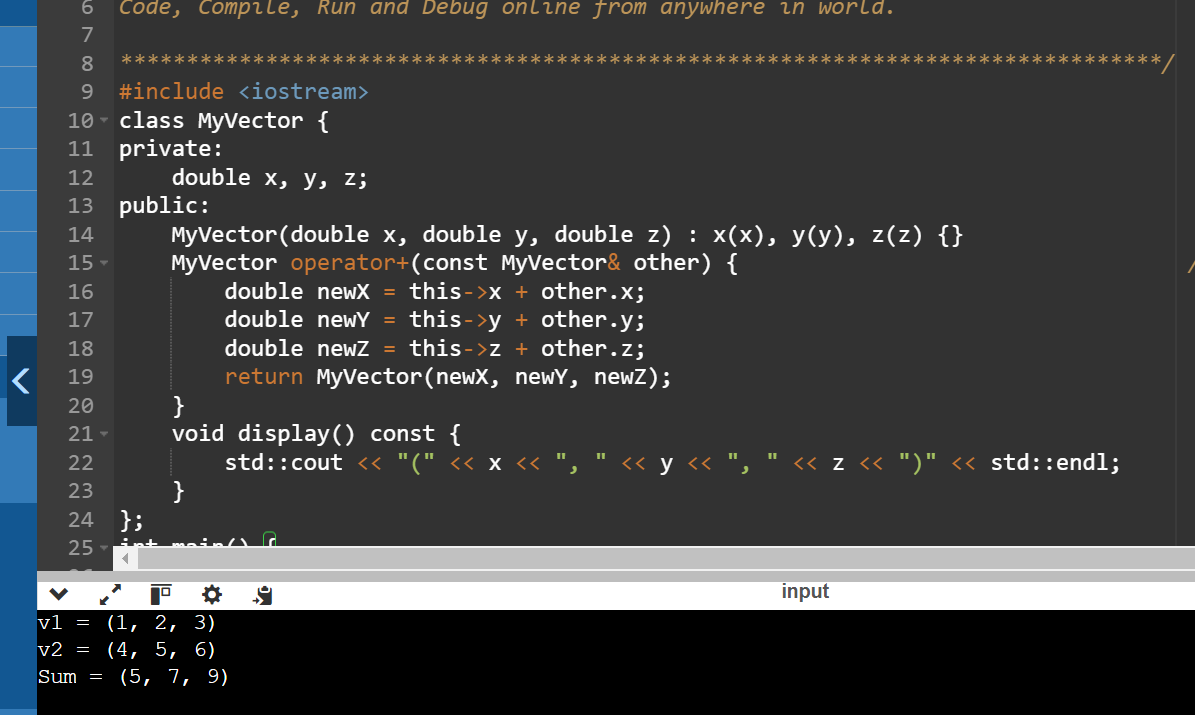 6 Code, Compile, Run and Debug online from anywhere in world.
7
8 *******************************************************************************/
9 #include <iostream>
10 class MyVector {
11 private:
12     double x, y, z;
13 public:
14     MyVector(double x, double y, double z) : x(x), y(y), z(z) {}
15     MyVector operator+(const MyVector& other) {
16         double newX = this->x + other.x;
17         double newY = this->y + other.y;
18         double newZ = this->z + other.z;
19         return MyVector(newX, newY, newZ);
20     }
21     void display() const {
22         std::cout << "(" << x << ", " << y << ", " << z << ")" << std::endl;
23     }
24 };
25 int main() {
input
v1 = (1, 2, 3)
v2 = (4, 5, 6)
Sum = (5, 7, 9)